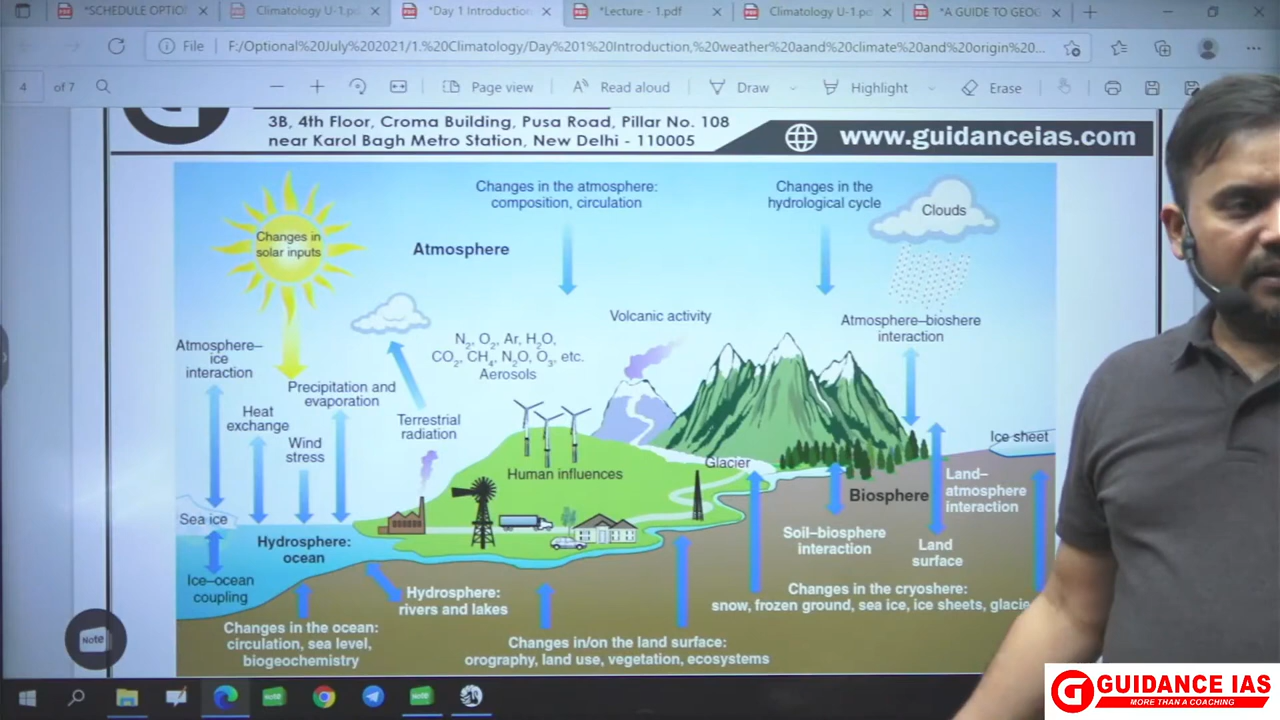 *SCHEDULE OPTIO
Climatology U-1.pd
*Day 1 Introduction
*Lecture - 1.pdf
Climatology U-1.pd
*A GUIDE TO GEOG
File
F:/Optional%20July%202021/1.%20Climatology/Day%201%20Introduction,%20weather%20aand%20climate%20and%20origin%20...
4
of 7
Page view
Read aloud
Draw
Highlight
Erase
3B, 4th Floor, Croma Building, Pusa Road, Pillar No. 108
near Karol Bagh Metro Station, New Delhi - 110005
www.guidanceias.com
Changes in
solar inputs
Changes in the atmosphere:
composition, circulation
Changes in the
hydrological cycle
Clouds
Atmosphere
Volcanic activity
Atmosphere–bioshere
interaction
Atmosphere–
ice
interaction
N2, O2, Ar, H2O,
CO2, CH4, N2O, O3, etc.
Aerosols
Precipitation and
evaporation
Heat
exchange
Wind
stress
Terrestrial
radiation
Human influences
Glacier
Ice sheet
Biosphere
Land–
atmosphere
interaction
Sea ice
Hydrosphere:
ocean
Soil–biosphere
interaction
Land
surface
Ice–ocean
coupling
Hydrosphere:
rivers and lakes
Changes in the cryoshere:
snow, frozen ground, sea ice, ice sheets, glacie
Changes in the ocean:
circulation, sea level,
biogeochemistry
Changes in/on the land surface:
orography, land use, vegetation, ecosystems
Note
Note
Note
G GUIDANCE IAS
MORE THAN A COACHING